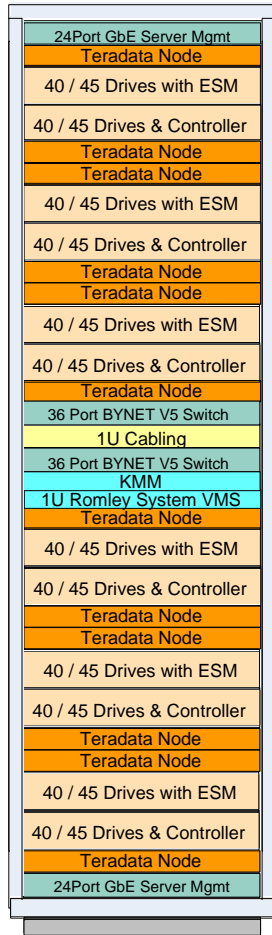 24Port GbE Server Mgmt
Teradata Node
40 / 45 Drives with ESM
40 / 45 Drives & Controller
Teradata Node
Teradata Node
40 / 45 Drives with ESM
40 / 45 Drives & Controller
Teradata Node
Teradata Node
40 / 45 Drives with ESM
40 / 45 Drives & Controller
Teradata Node
36 Port BYNET V5 Switch
1U Cabling
36 Port BYNET V5 Switch
KMM
1U Romley System VMS
Teradata Node
40 / 45 Drives with ESM
40 / 45 Drives & Controller
Teradata Node
Teradata Node
40 / 45 Drives with ESM
40 / 45 Drives & Controller
Teradata Node
Teradata Node
40 / 45 Drives with ESM
40 / 45 Drives & Controller
Teradata Node
24Port GbE Server Mgmt